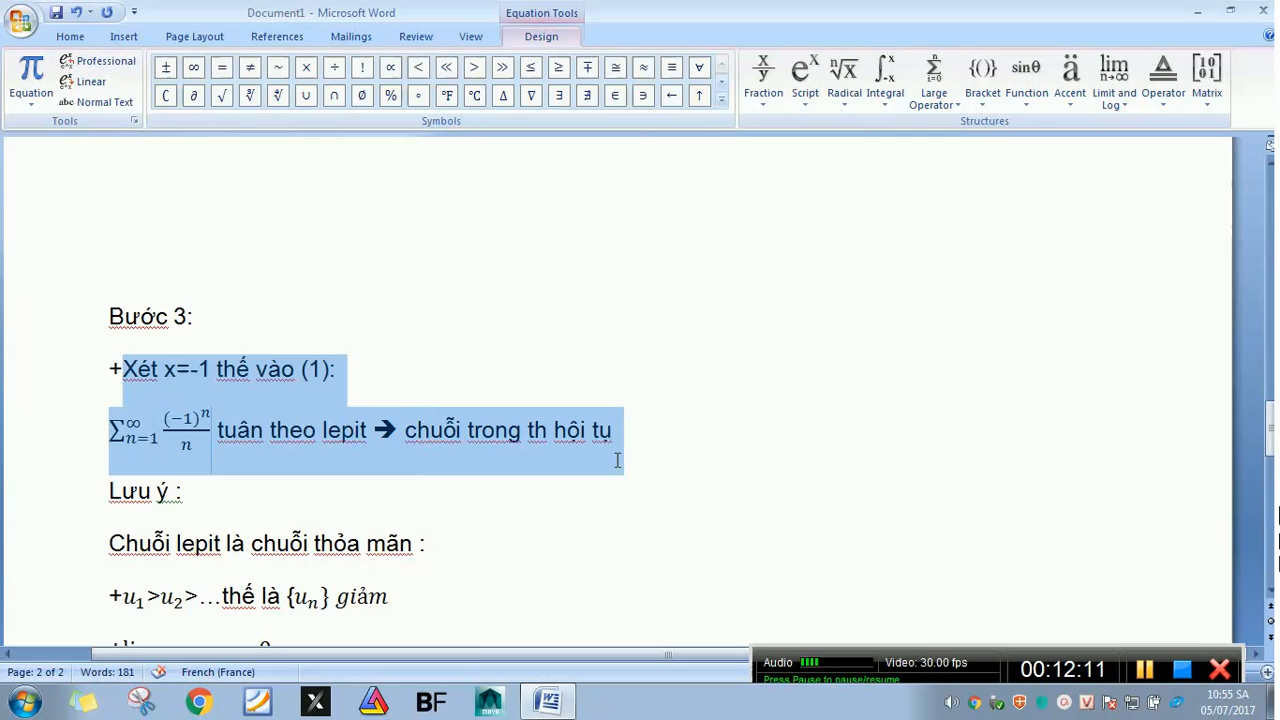 Document1 - Microsoft Word
Equation Tools
Home Insert Page Layout References Mailings Review View Design
π Equation
Professional
Linear
abc Normal Text
Tools
± ∞ = ≠ ~ × ÷ ! ∝ < ≪ > ≫ ≤ ≥ ∓ ≅ ≈ ≡ ∀
∁ ∂ √ ∛ ∜ ∪ ∩ ∅ % ° ℉ ℃ ∆ ∇ ∃ ∄ ∈ ∋ ← ↑
Symbols
Fraction Script Radical Integral Large Operator Bracket Function Accent Limit and Log Operator Matrix
Structures
Bước 3:
+Xét x=-1 thế vào (1):
∑_{n=1}^{∞} (−1)^n/n tuân theo lepit ➔ chuỗi trong th hội tụ
Lưu ý :
Chuỗi lepit là chuỗi thỏa mãn :
+u₁>u₂>…thế là {uₙ} giảm
Audio Video: 30.00 fps
Press Pause to pause/resume
00:12:11
Page: 2 of 2 Words: 181 French (France)
BF
10:55 SA
05/07/2017